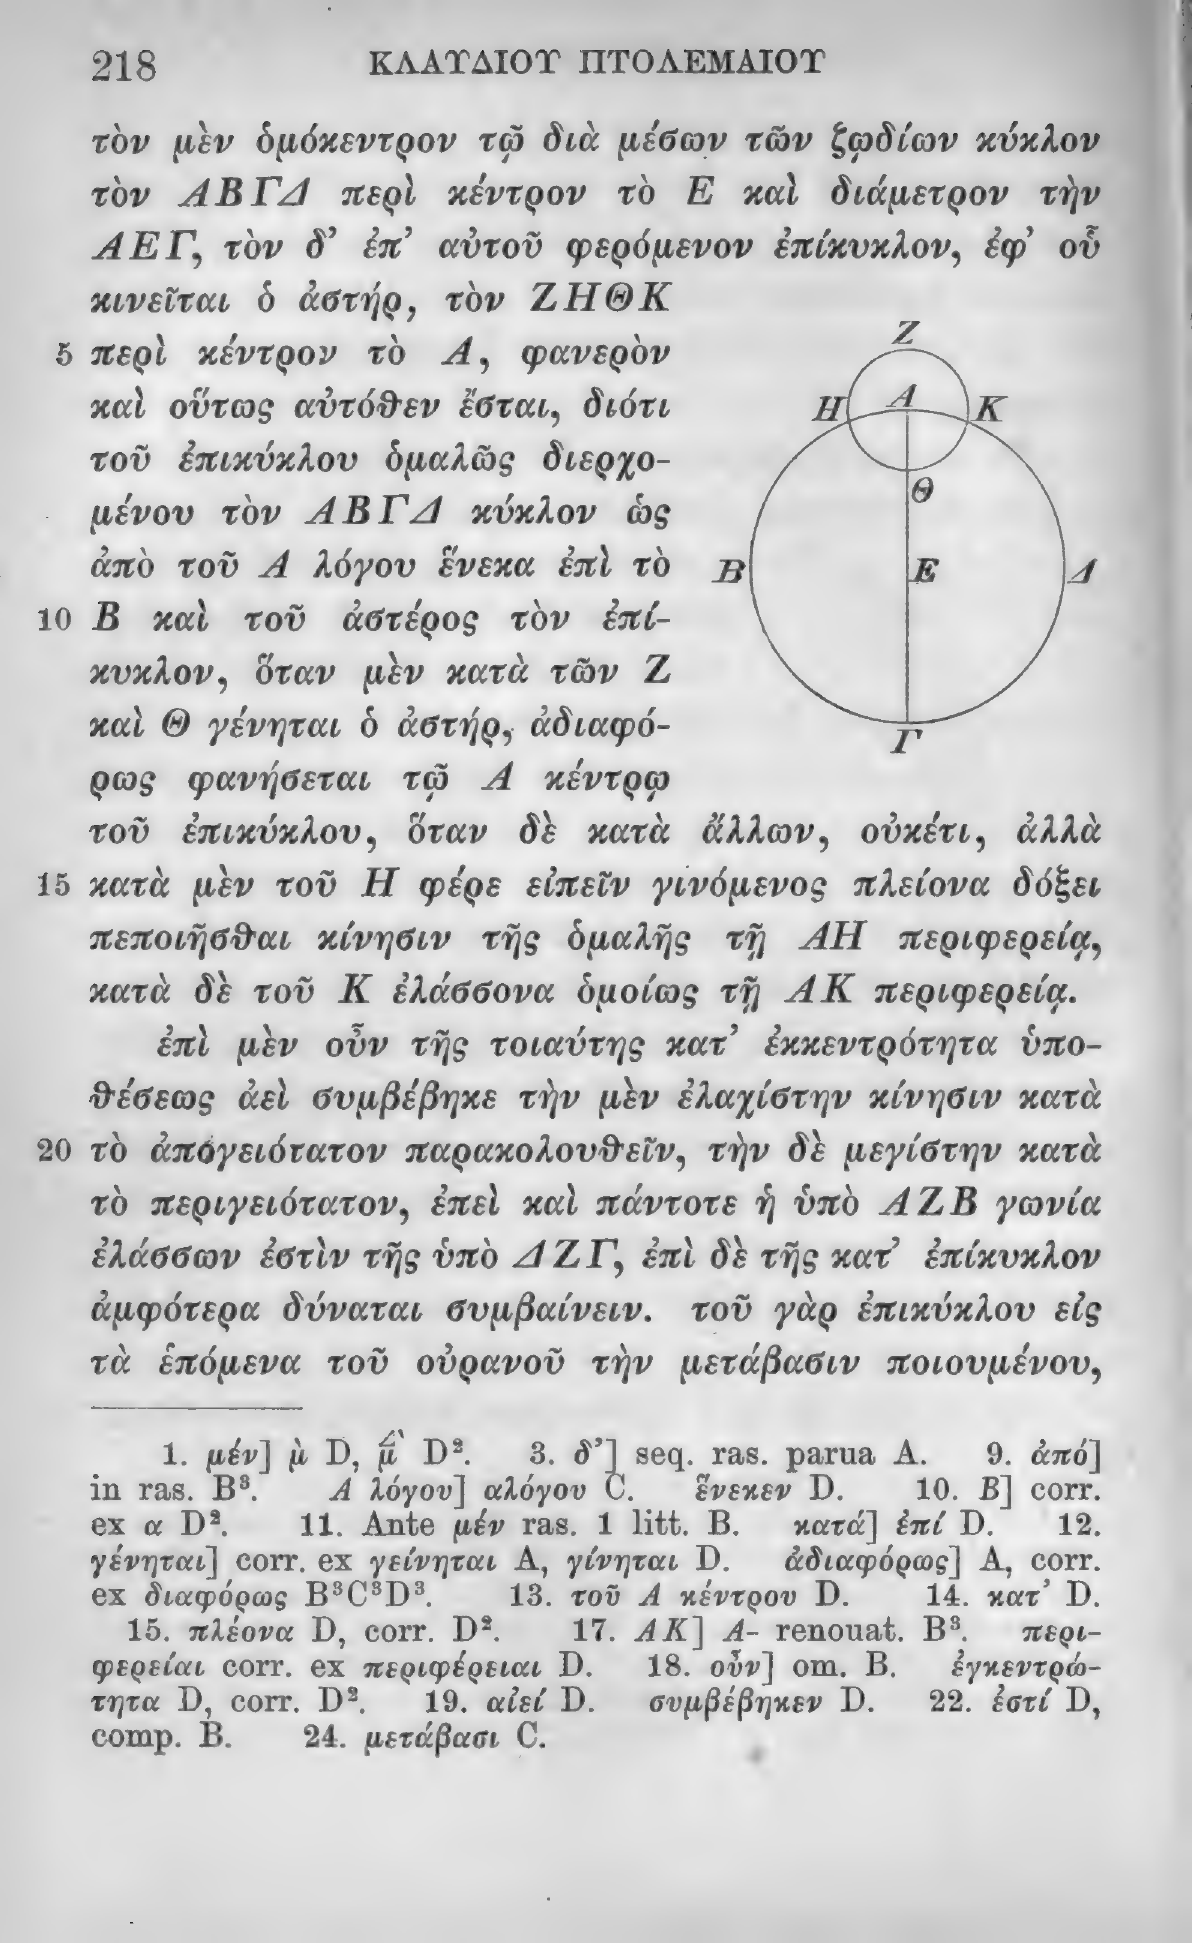 218 ΚΛΑΥΔΙΟΥ ΠΤΟΛΕΜΑΙΟΥ
τὸν μὲν ὁμόκεντρον τῷ διὰ μέσων τῶν ζῳδίων κύκλον
τὸν ΑΒΓΔ περὶ κέντρον τὸ Ε καὶ διάμετρον τὴν
ΑΕΓ, τὸν δ’ ἐπ’ αὐτοῦ φερόμενον ἐπίκυκλον, ἐφ’ οὗ
κινεῖται ὁ ἀστήρ, τὸν ΖΗΘΚ
5 περὶ κέντρον τὸ Α, φανερὸν
καὶ οὕτως αὐτόθεν ἔσται, διότι
τοῦ ἐπικύκλου ὁμαλῶς διερχο-
μένου τὸν ΑΒΓΔ κύκλον ὡς
ἀπὸ τοῦ Α λόγου ἕνεκα ἐπὶ τὸ
10 Β καὶ τοῦ ἀστέρος τὸν ἐπί-
κυκλον, ὅταν μὲν κατὰ τῶν Ζ
καὶ Θ γένηται ὁ ἀστήρ, ἀδιαφό-
ρως φανήσεται τῷ Α κέντρῳ
Ζ
Η Α Κ
Θ
Β Ε Δ
Γ
τοῦ ἐπικύκλου, ὅταν δὲ κατὰ ἄλλων, οὐκέτι, ἀλλὰ
15 κατὰ μὲν τοῦ Η φέρε εἰπεῖν γινόμενος πλείονα δόξει
πεποιῆσθαι κίνησιν τῆς ὁμαλῆς τῇ ΑΗ περιφερείᾳ,
κατὰ δὲ τοῦ Κ ἐλάσσονα ὁμοίως τῇ ΑΚ περιφερείᾳ.
ἐπὶ μὲν οὖν τῆς τοιαύτης κατ’ ἐκκεντρότητα ὑπο-
θέσεως ἀεὶ συμβέβηκε τὴν μὲν ἐλαχίστην κίνησιν κατὰ
20 τὸ ἀπογειότατον παρακολουθεῖν, τὴν δὲ μεγίστην κατὰ
τὸ περιγειότατον, ἐπεὶ καὶ πάντοτε ἡ ὑπὸ ΑΖΒ γωνία
ἐλάσσων ἐστὶν τῆς ὑπὸ ΔΖΓ, ἐπὶ δὲ τῆς κατ’ ἐπίκυκλον
ἀμφότερα δύναται συμβαίνειν. τοῦ γὰρ ἐπικύκλου εἰς
τὰ ἑπόμενα τοῦ οὐρανοῦ τὴν μετάβασιν ποιουμένου,
1. μέν] μ̀ D, μ̀ D². 3. δ’] seq. ras. parua A. 9. ἀπό]
in ras. B³. Α λόγου] αλόγου C. ἕνεκεν D. 10. Β] corr.
ex α D². 11. Ante μέν ras. 1 litt. B. κατά] ἐπί D. 12.
γένηται] corr. ex γείνηται A, γίνηται D. ἀδιαφόρως] A, corr.
ex διαφόρως B³C³D³. 13. τοῦ Α κέντρου D. 14. κατ’ D.
15. πλέονα D, corr. D². 17. ΑΚ] Α- renouat. B³. περι-
φερείαι corr. ex περιφέρειαι D. 18. οὖν] om. B. ἐγκεντρώ-
τητα D, corr. D². 19. αἰεί D. συμβέβηκεν D. 22. ἐστί D,
comp. B. 24. μετάβασι C.